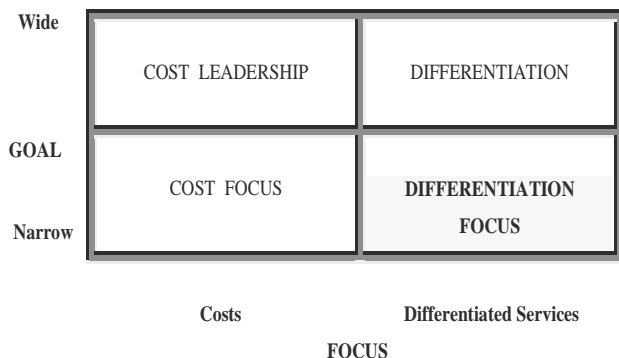 Wide
COST LEADERSHIP DIFFERENTIATION
GOAL
COST FOCUS DIFFERENTIATION
FOCUS
Narrow
Costs Differentiated Services
FOCUS